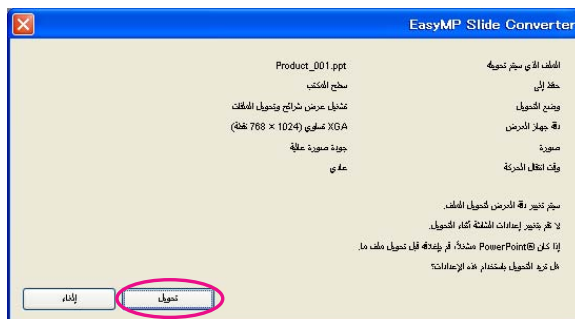 EasyMP Slide Converter
الملف الذي سيتم تحويله Product_001.ppt
حفظ إلى سطح المكتب
وضع التحويل تشغيل عرض شرائح وتحويل الملفات
دقة جهاز العرض XGA تساوي (1024 × 768 نقطة)
صورة جودة صورة عالية
وقت انتقال الحركة عادي
سيتم تغيير دقة العرض لتحويل الملف.
لا تقم بتغيير إعدادات الشاشة أثناء التحويل.
إذا كان PowerPoint® مشغلاً، قم بإغلاقه قبل تحويل ملف ما.
هل تريد التحويل باستخدام هذه الإعدادات؟
تحويل إلغاء